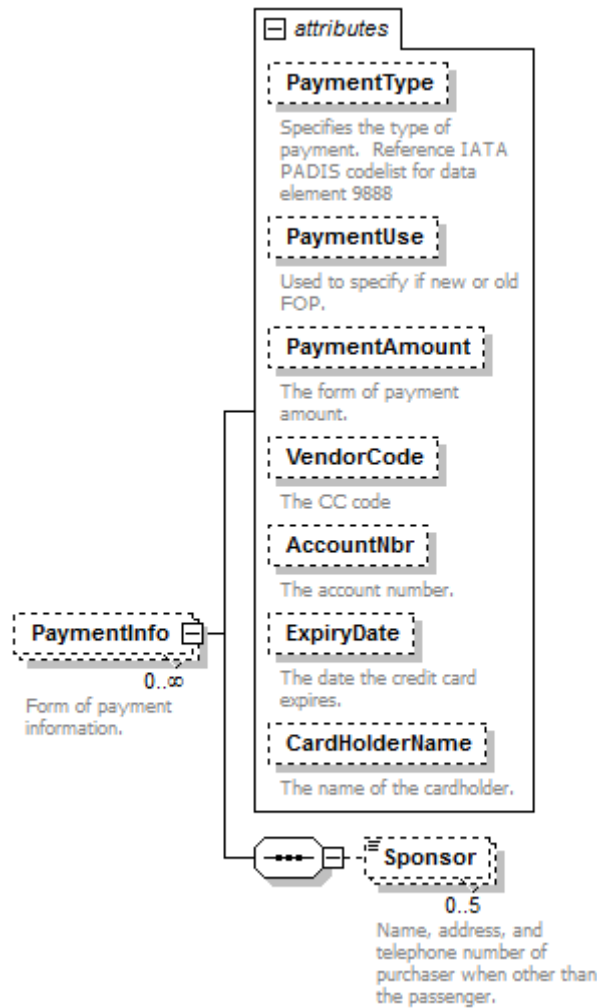 attributes
PaymentType
Specifies the type of
payment.  Reference IATA
PADIS codelist for data
element 9888
PaymentUse
Used to specify if new or old
FOP.
PaymentAmount
The form of payment
amount.
VendorCode
The CC code
AccountNbr
The account number.
ExpiryDate
The date the credit card
expires.
CardHolderName
The name of the cardholder.
PaymentInfo
0..∞
Form of payment
information.
Sponsor
0..5
Name, address, and
telephone number of
purchaser when other than
the passenger.